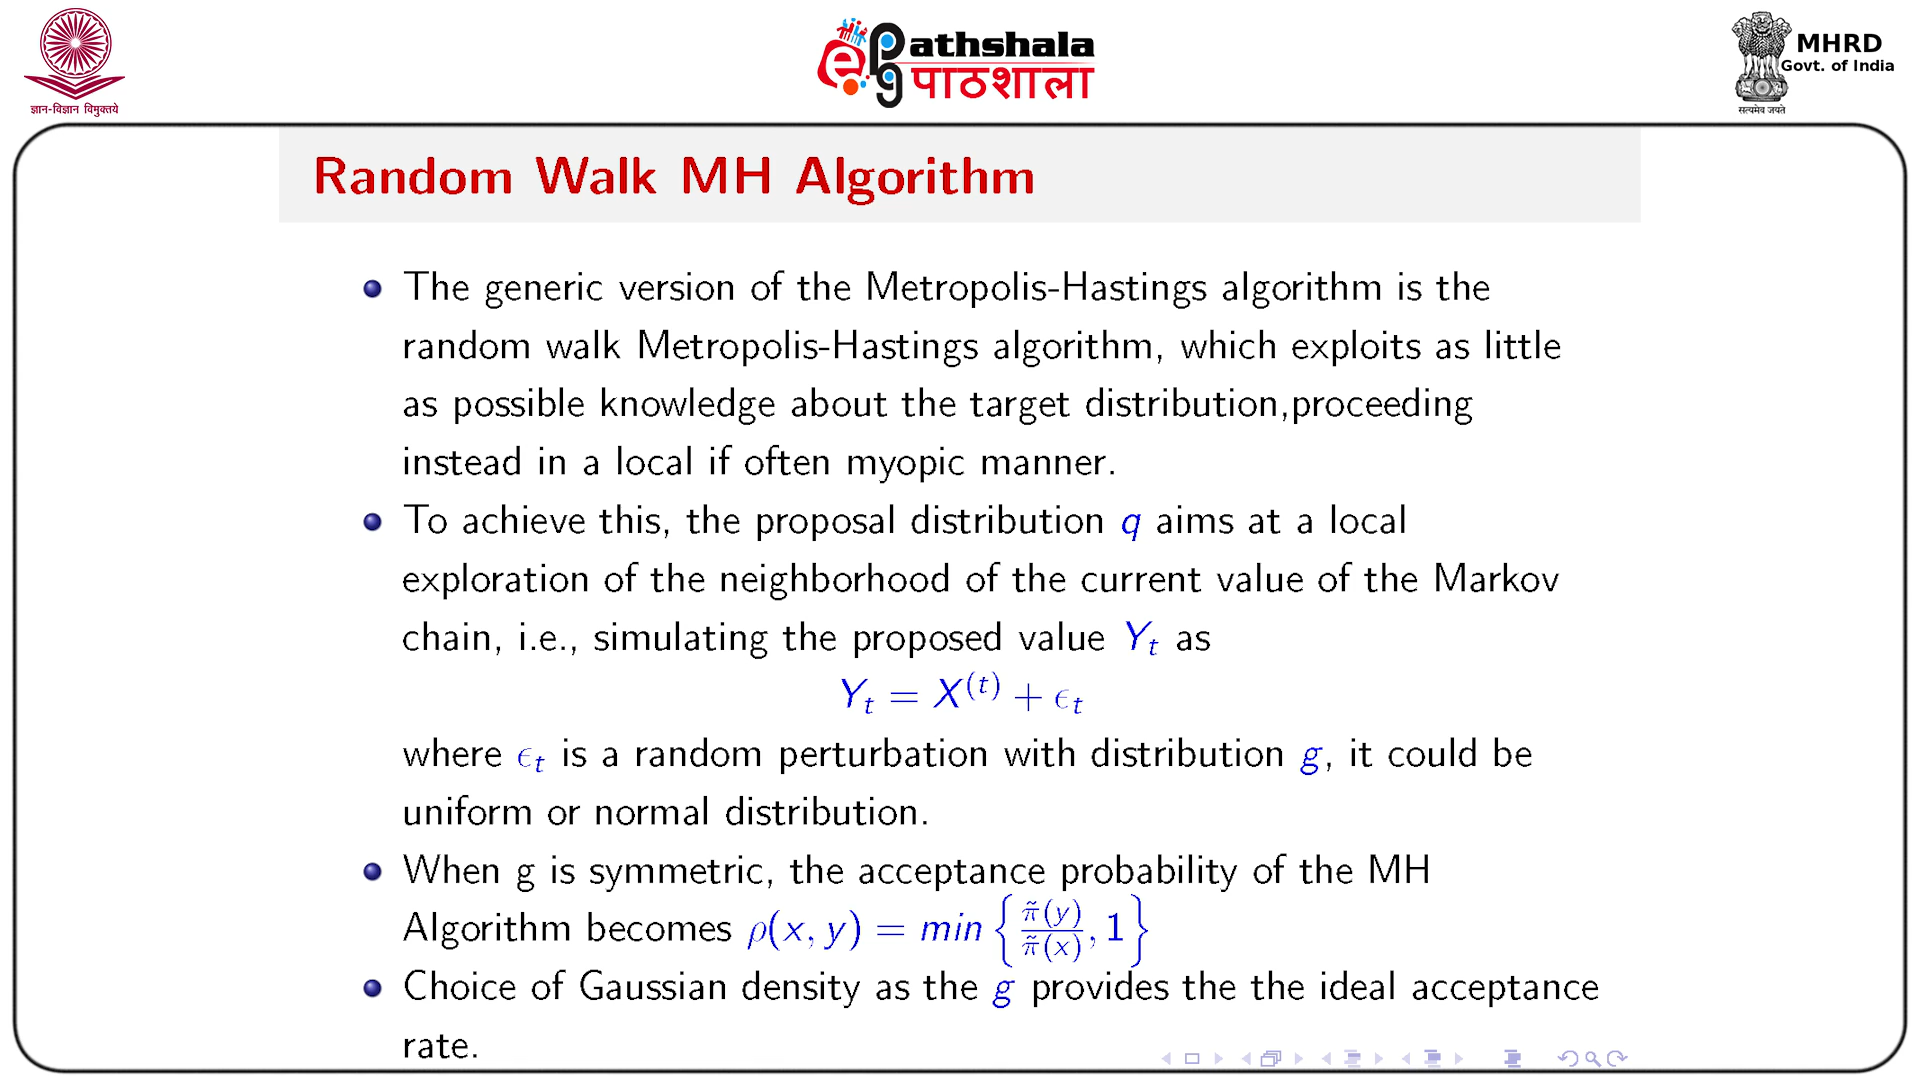 ज्ञान-विज्ञान विमुक्तये
ePG Pathshala
पाठशाला
MHRD
Govt. of India
सत्यमेव जयते
Random Walk MH Algorithm
The generic version of the Metropolis-Hastings algorithm is the
random walk Metropolis-Hastings algorithm, which exploits as little
as possible knowledge about the target distribution,proceeding
instead in a local if often myopic manner.
To achieve this, the proposal distribution q aims at a local
exploration of the neighborhood of the current value of the Markov
chain, i.e., simulating the proposed value Y_t as
Y_t = X^{(t)} + ϵ_t
where ϵ_t is a random perturbation with distribution g, it could be
uniform or normal distribution.
When g is symmetric, the acceptance probability of the MH
Algorithm becomes ρ(x, y) = min { π̃(y) / π̃(x) , 1 }
Choice of Gaussian density as the g provides the the ideal acceptance
rate.